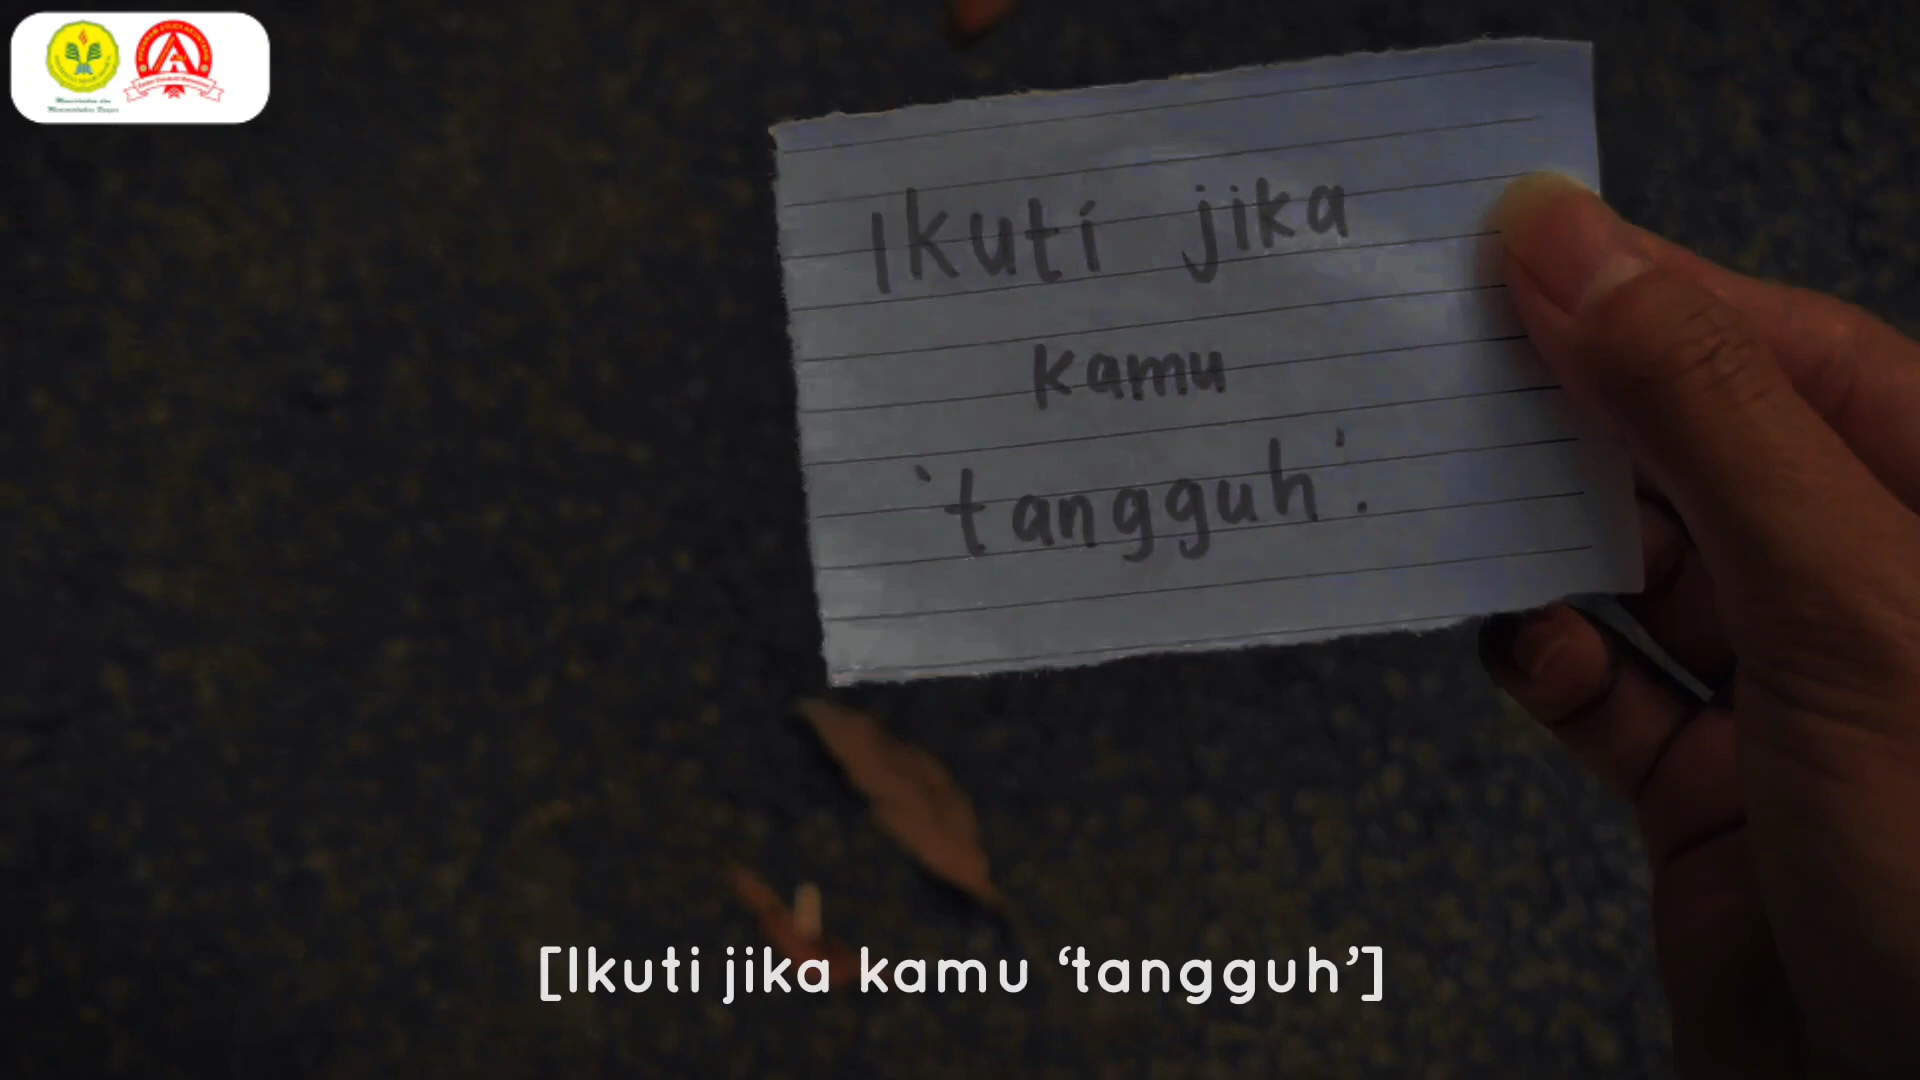 Ikuti jika
kamu
'tangguh'.
[Ikuti jika kamu ‘tangguh’]